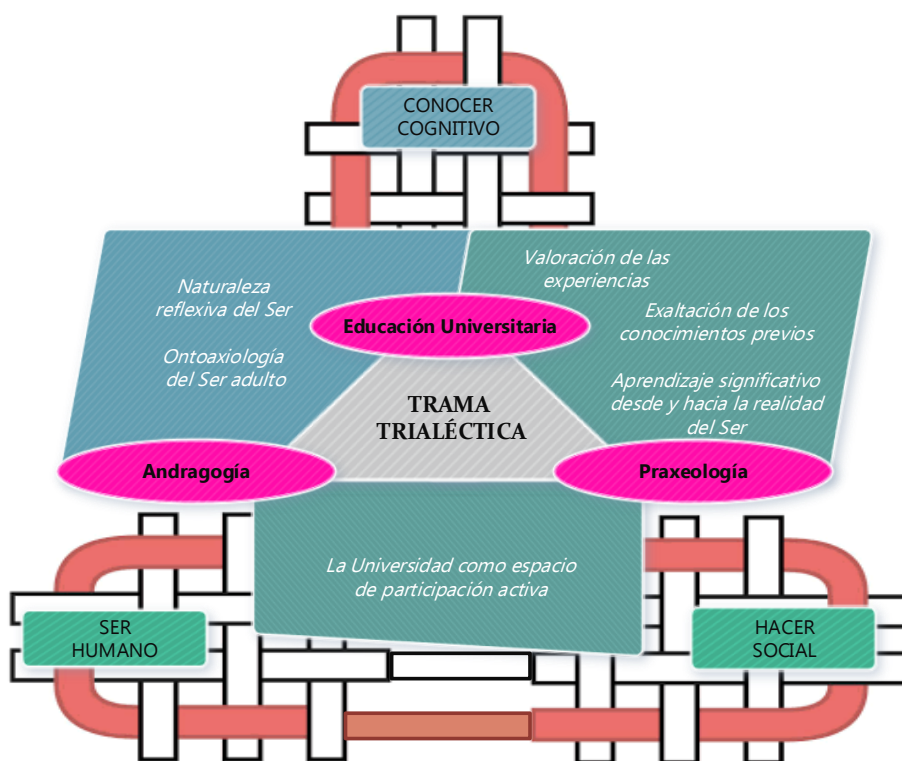 CONOCER
COGNITIVO
Naturaleza
reflexiva del Ser
Ontoaxiología
del Ser adulto
Valoración de las
experiencias
Exaltación de los
conocimientos previos
Aprendizaje significativo
desde y hacia la realidad
del Ser
Educación Universitaria
TRAMA
TRIALÉCTICA
Andragogía
Praxeología
La Universidad como espacio
de participación activa
SER
HUMANO
HACER
SOCIAL